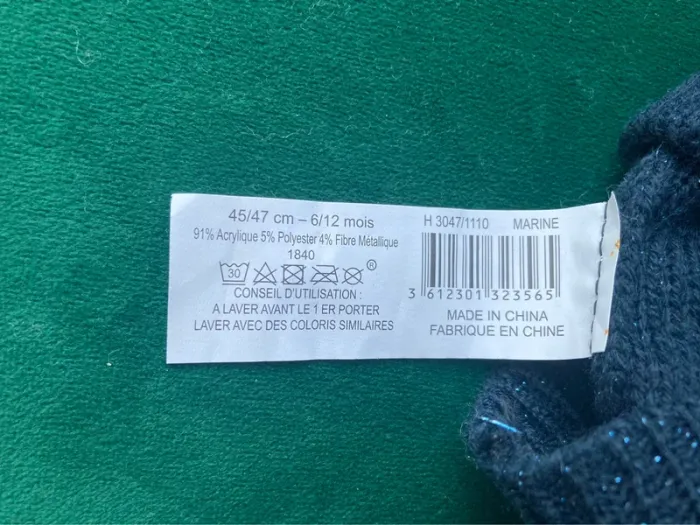 45/47 cm – 6/12 mois
91% Acrylique 5% Polyester 4% Fibre Métallique
1840
30
®
CONSEIL D'UTILISATION :
A LAVER AVANT LE 1 ER PORTER
LAVER AVEC DES COLORIS SIMILAIRES
H 3047/1110 MARINE
3 612301 323565
MADE IN CHINA
FABRIQUE EN CHINE